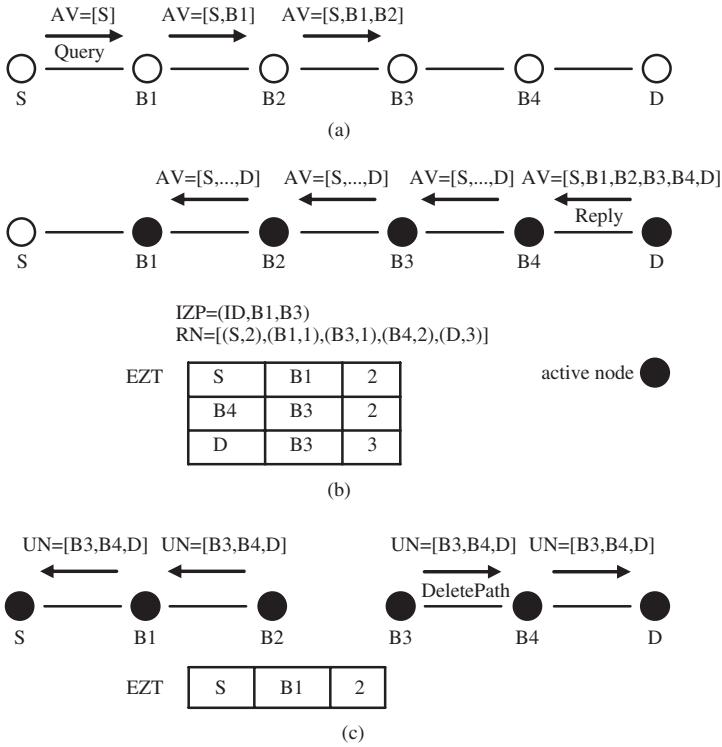 AV=[S] AV=[S,B1] AV=[S,B1,B2]
Query
S B1 B2 B3 B4 D
(a)
AV=[S,...,D] AV=[S,...,D] AV=[S,...,D] AV=[S,B1,B2,B3,B4,D]
Reply
S B1 B2 B3 B4 D
IZP=(ID,B1,B3)
RN=[(S,2),(B1,1),(B3,1),(B4,2),(D,3)]
EZT S B1 2 active node
B4 B3 2
D B3 3
(b)
UN=[B3,B4,D] UN=[B3,B4,D] UN=[B3,B4,D] UN=[B3,B4,D]
DeletePath
S B1 B2 B3 B4 D
EZT S B1 2
(c)